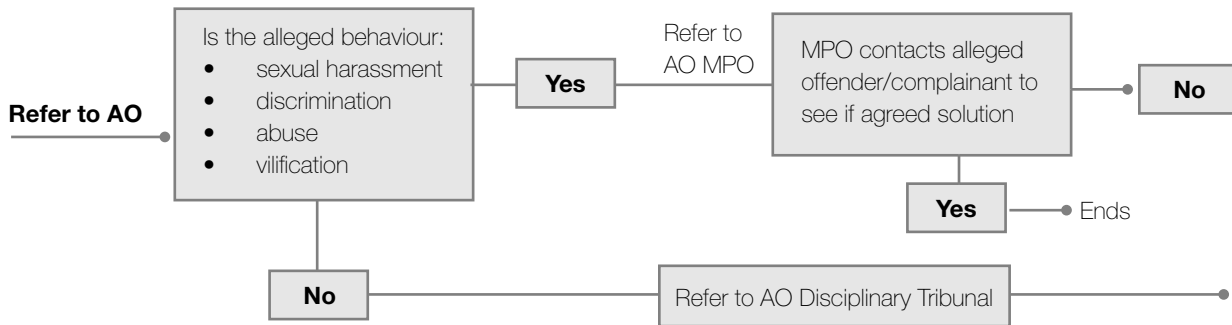 Refer to AO
Is the alleged behaviour:
• sexual harassment
• discrimination
• abuse
• vilification
Yes
Refer to
AO MPO
MPO contacts alleged
offender/complainant to
see if agreed solution
No
Yes
Ends
No
Refer to AO Disciplinary Tribunal